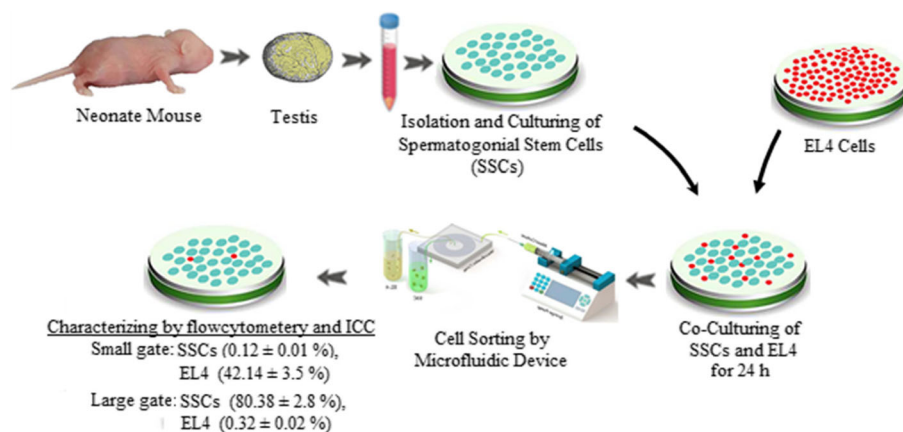 Neonate Mouse
Testis
Isolation and Culturing of
Spermatogonial Stem Cells
(SSCs)
EL4 Cells
Co-Culturing of
SSCs and EL4
for 24 h
Cell Sorting by
Microfluidic Device
Characterizing by flowcytometery and ICC
Small gate: SSCs (0.12 ± 0.01 %),
EL4 (42.14 ± 3.5 %)
Large gate: SSCs (80.38 ± 2.8 %),
EL4 (0.32 ± 0.02 %)